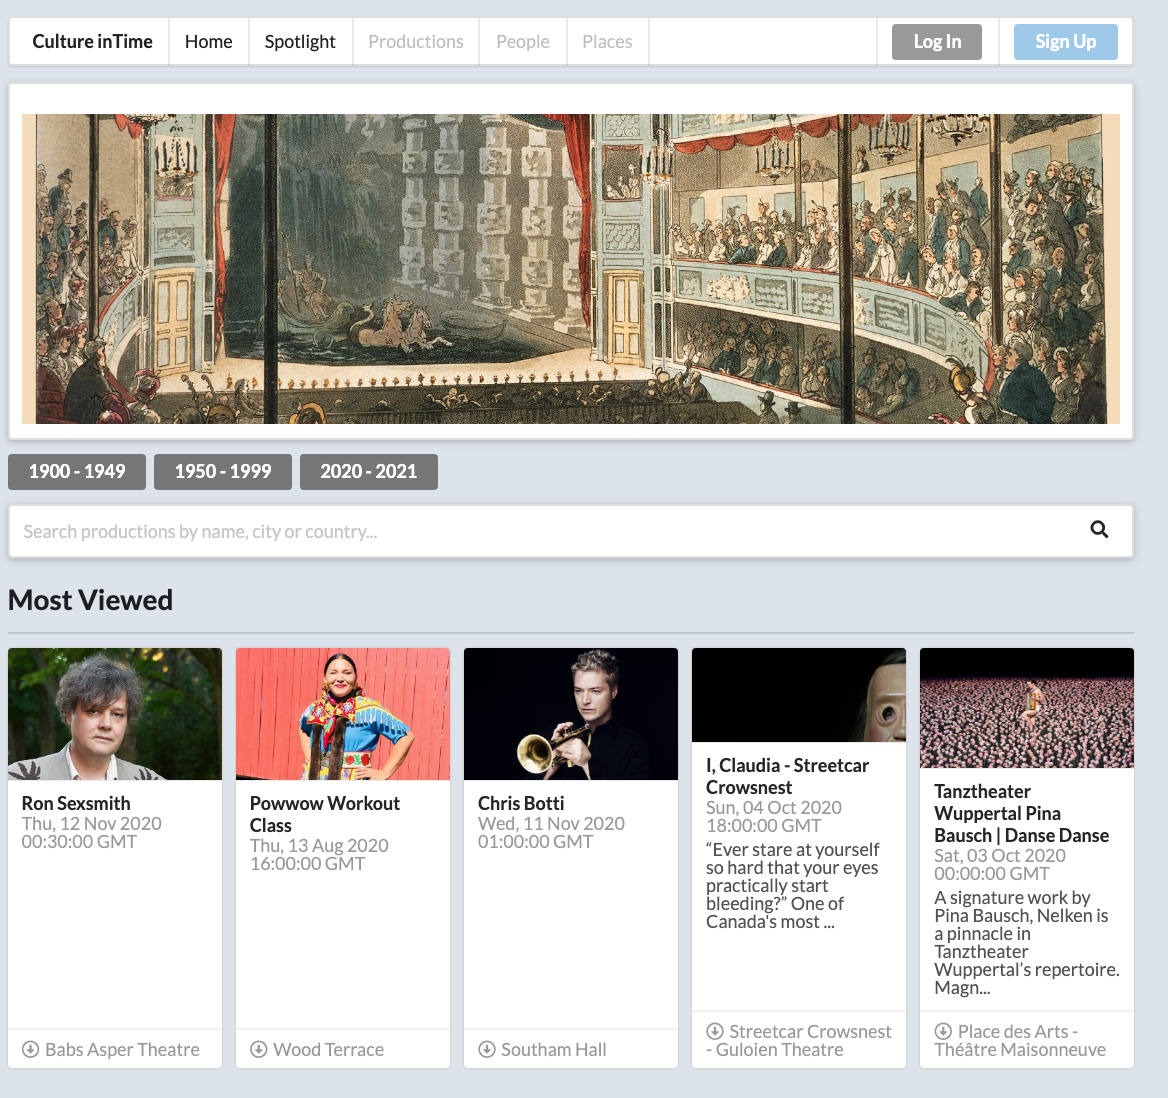 Culture inTime
Home
Spotlight
Productions
People
Places
Log In
Sign Up
1900 - 1949
1950 - 1999
2020 - 2021
Search productions by name, city or country...
Most Viewed
Ron Sexsmith
Thu, 12 Nov 2020
00:30:00 GMT
Babs Asper Theatre
Powwow Workout
Class
Thu, 13 Aug 2020
16:00:00 GMT
Wood Terrace
Chris Botti
Wed, 11 Nov 2020
01:00:00 GMT
Southam Hall
I, Claudia - Streetcar
Crowsnest
Sun, 04 Oct 2020
18:00:00 GMT
“Ever stare at yourself
so hard that your eyes
practically start
bleeding?” One of
Canada's most ...
Streetcar Crowsnest
- Guloien Theatre
Tanztheater
Wuppertal Pina
Bausch | Danse Danse
Sat, 03 Oct 2020
00:00:00 GMT
A signature work by
Pina Bausch, Nelken is
a pinnacle in
Tanztheater
Wuppertal’s repertoire.
Magn...
Place des Arts -
Théâtre Maisonneuve